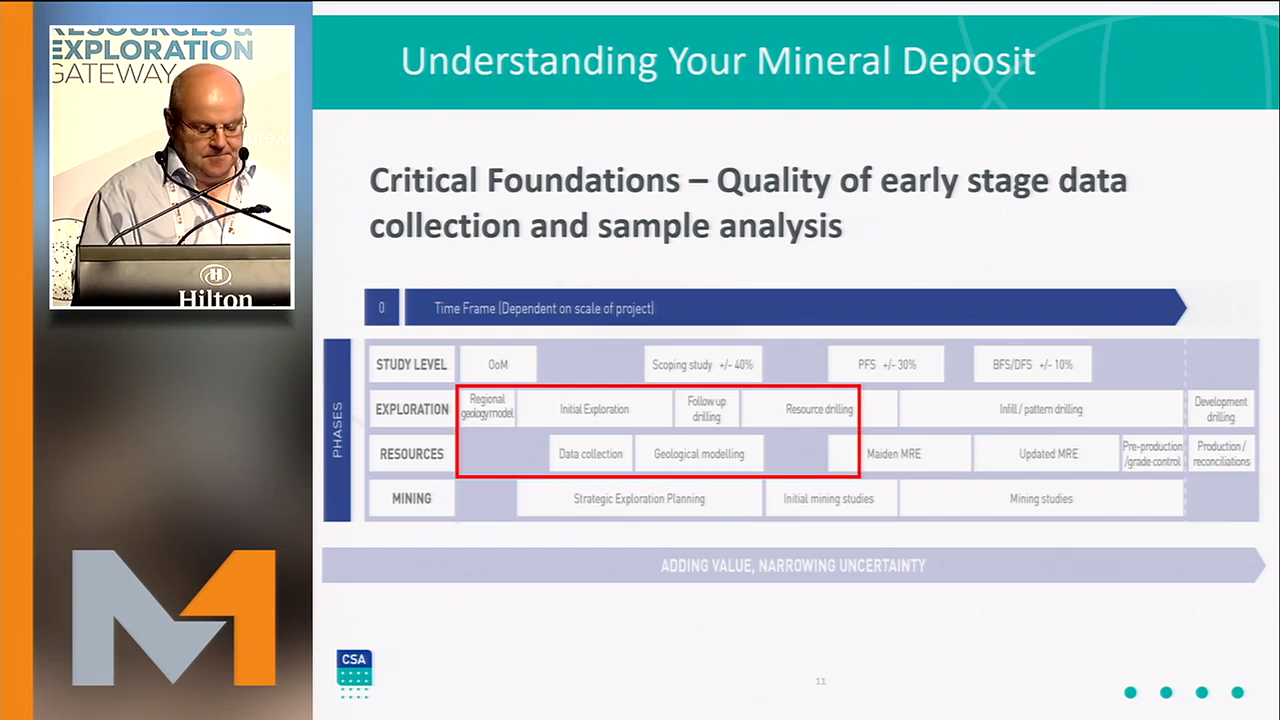 RESOURCES &
EXPLORATION
GATEWAY
Hilton
M1
Understanding Your Mineral Deposit
Critical Foundations – Quality of early stage data
collection and sample analysis
0 Time Frame (Dependent on scale of project)
PHASES
STUDY LEVEL OoM Scoping study +/- 40% PFS +/- 30% BFS/DFS +/- 10%
EXPLORATION Regional geology model Initial Exploration Follow up drilling Resource drilling Infill / pattern drilling Development drilling
RESOURCES Data collection Geological modelling Maiden MRE Updated MRE Pre-production /grade control Production / reconciliations
MINING Strategic Exploration Planning Initial mining studies Mining studies
ADDING VALUE, NARROWING UNCERTAINTY
CSA
11